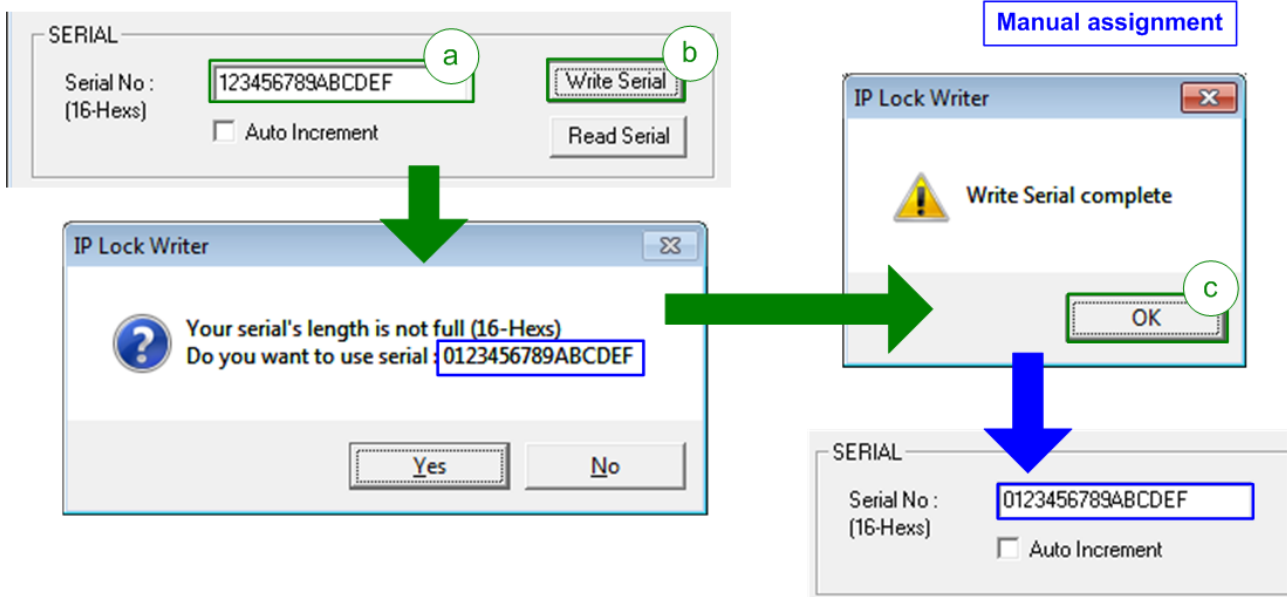 Manual assignment
SERIAL
a
b
Serial No :
123456789ABCDEF
Write Serial
(16-Hexs)
Auto Increment
Read Serial
IP Lock Writer
Your serial's length is not full (16-Hexs)
Do you want to use serial : 0123456789ABCDEF
Yes
No
IP Lock Writer
Write Serial complete
c
OK
SERIAL
Serial No :
0123456789ABCDEF
(16-Hexs)
Auto Increment